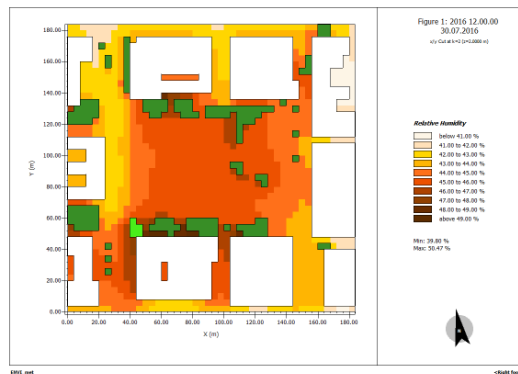 Figure 1: 2016 12.00.00
30.07.2016
x/y Cut at k=2 (z=1.0000 m)
180.00
160.00
140.00
120.00
100.00
80.00
60.00
40.00
20.00
0.00
Y (m)
0.00 20.00 40.00 60.00 80.00 100.00 120.00 140.00 160.00 180.00
X (m)
Relative Humidity
below 41.00 %
41.00 to 42.00 %
42.00 to 43.00 %
43.00 to 44.00 %
44.00 to 45.00 %
45.00 to 46.00 %
46.00 to 47.00 %
47.00 to 48.00 %
48.00 to 49.00 %
above 49.00 %
Min: 39.80 %
Max: 50.47 %
N
ENVI_met
<Right foo